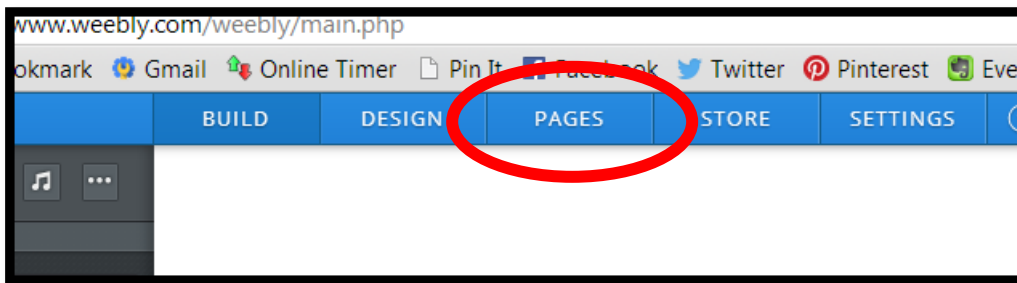 www.weebly.com/weebly/main.php
okmark Gmail Online Timer Pin It Facebook Twitter Pinterest Eve
BUILD DESIGN PAGES STORE SETTINGS